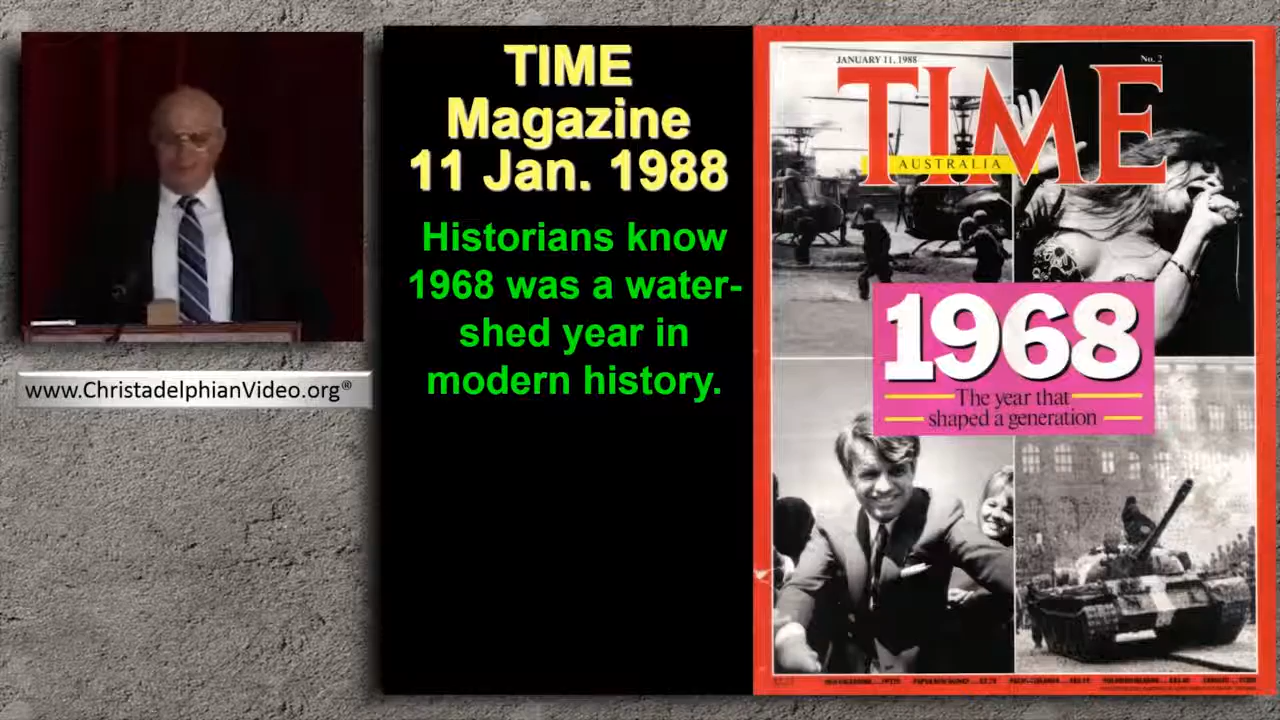 TIME
Magazine
11 Jan. 1988
Historians know
1968 was a water-
shed year in
modern history.
www.ChristadelphianVideo.org®
JANUARY 11, 1988
No. 2
TIME
AUSTRALIA
1968
The year that
shaped a generation